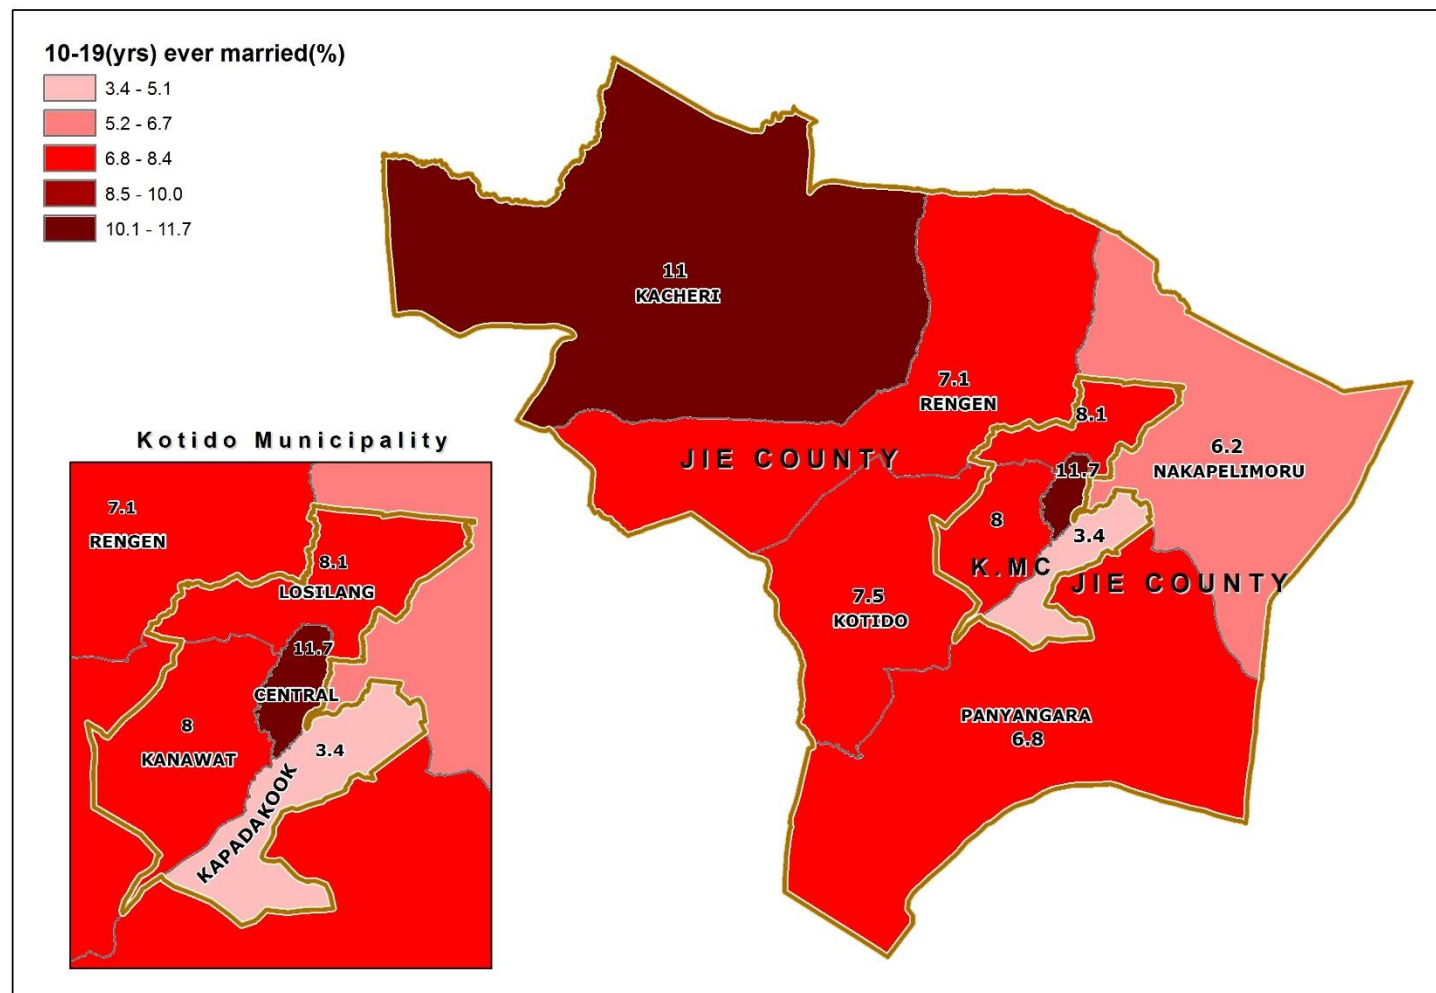 10-19(yrs) ever married(%)
3.4 - 5.1
5.2 - 6.7
6.8 - 8.4
8.5 - 10.0
10.1 - 11.7
11
KACHERI
7.1
RENGEN
8.1
JIE COUNTY
6.2
NAKAPELIMORU
11.7
8
3.4
K.MC
JIE COUNTY
7.5
KOTIDO
PANYANGARA
6.8
Kotido Municipality
7.1
RENGEN
8.1
LOSILANG
11.7
CENTRAL
8
KANAWAT
3.4
KAPADAKOOK